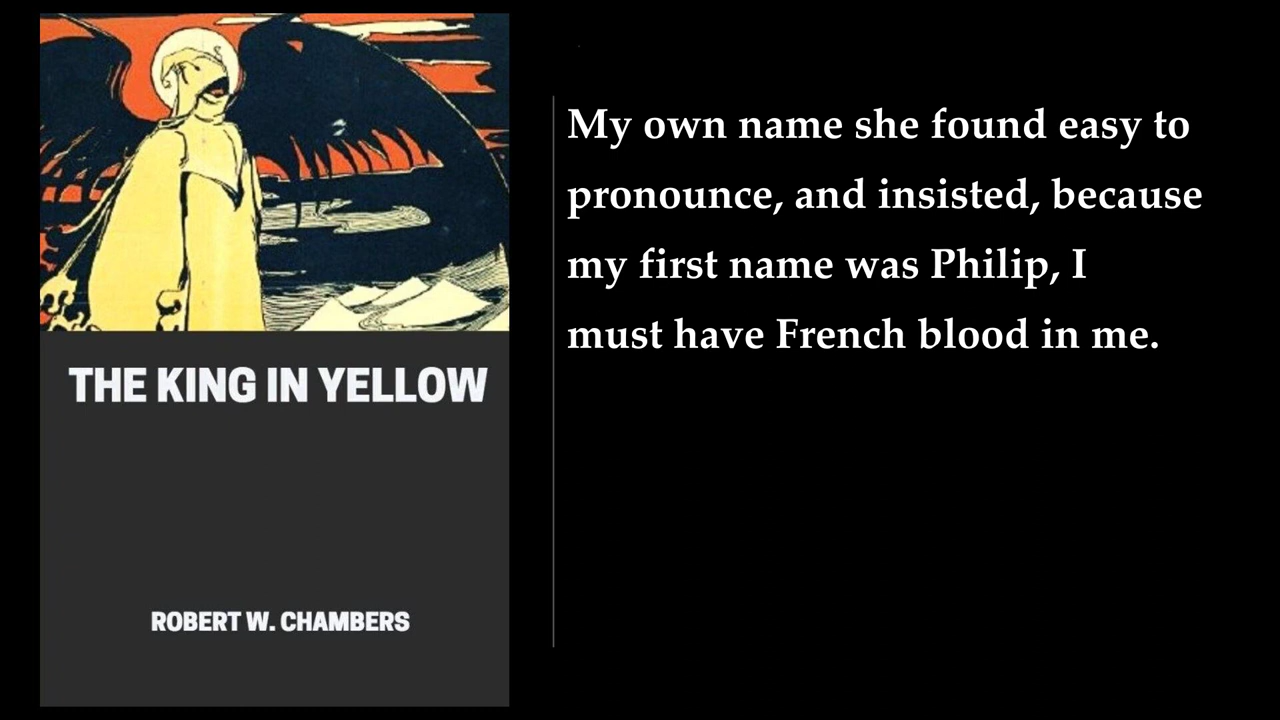 THE KING IN YELLOW
ROBERT W. CHAMBERS
My own name she found easy to
pronounce, and insisted, because
my first name was Philip, I
must have French blood in me.